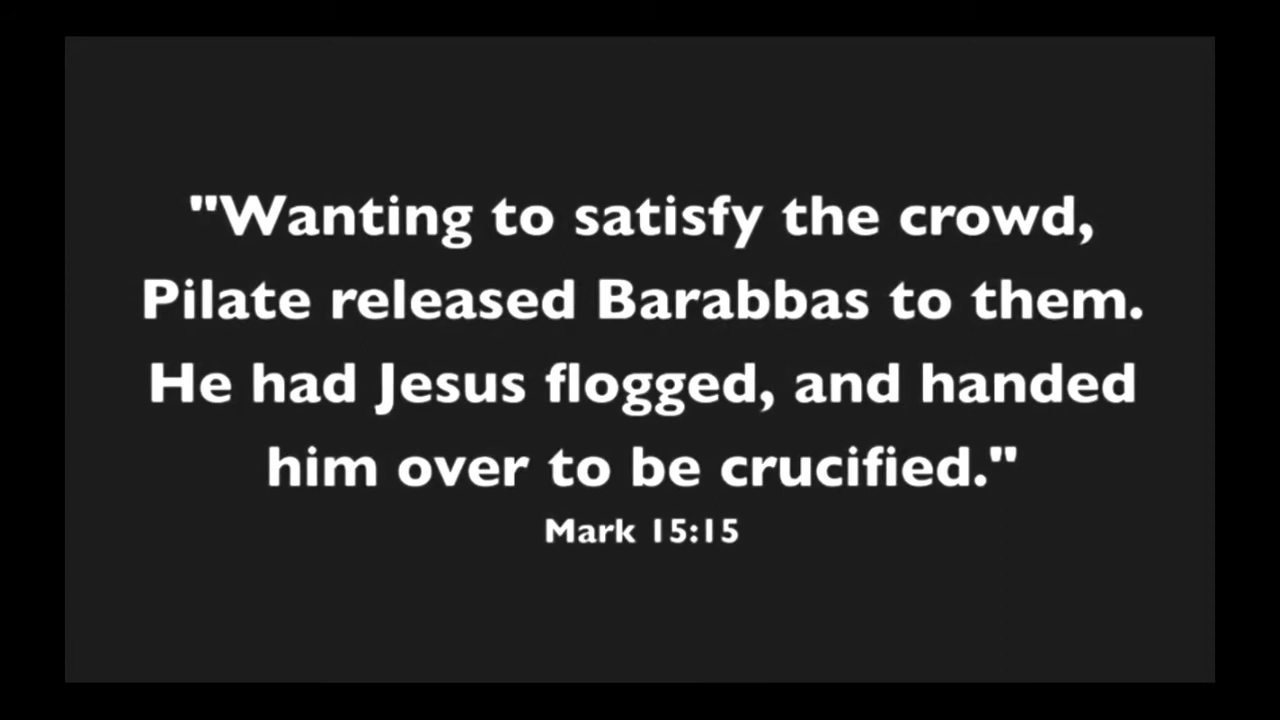 "Wanting to satisfy the crowd,
Pilate released Barabbas to them.
He had Jesus flogged, and handed
him over to be crucified."
Mark 15:15